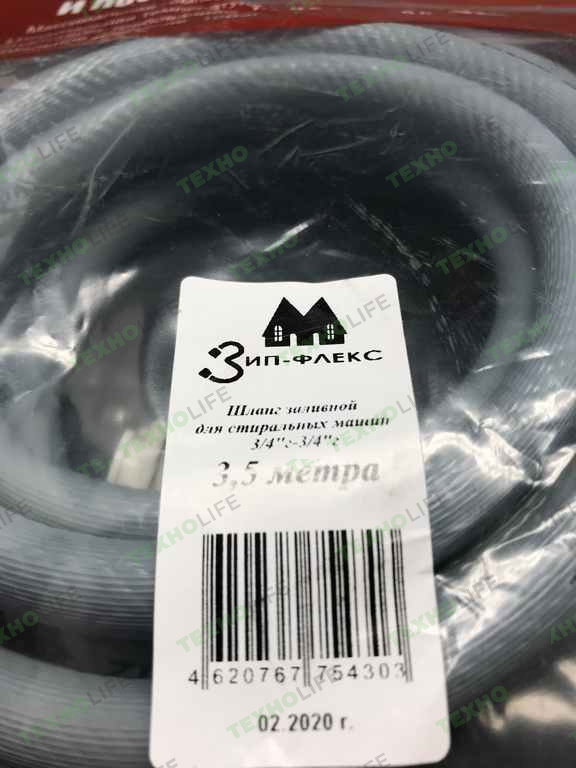 ЗИП-ФЛЕКС
Шланг заливной
для стиральных машин
3/4"г-3/4"г
3,5 метра
4 620767 754303
02.2020 г.
ТЕХНОLIFE